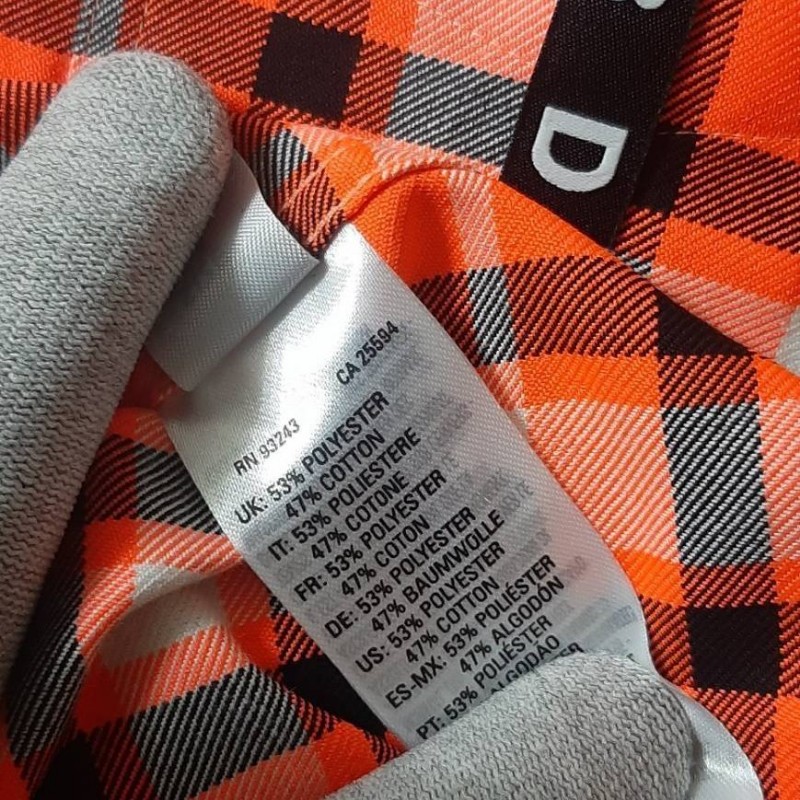 D
RN 93243 CA 25594
UK: 53% POLYESTER
47% COTTON
IT: 53% POLIESTERE
47% COTONE
FR: 53% POLYESTER
47% COTON
DE: 53% POLYESTER
47% BAUMWOLLE
US: 53% POLYESTER
47% COTTON
ES-MX: 53% POLIÉSTER
47% ALGODÓN
PT: 53% POLIÉSTER
ALGODÃO